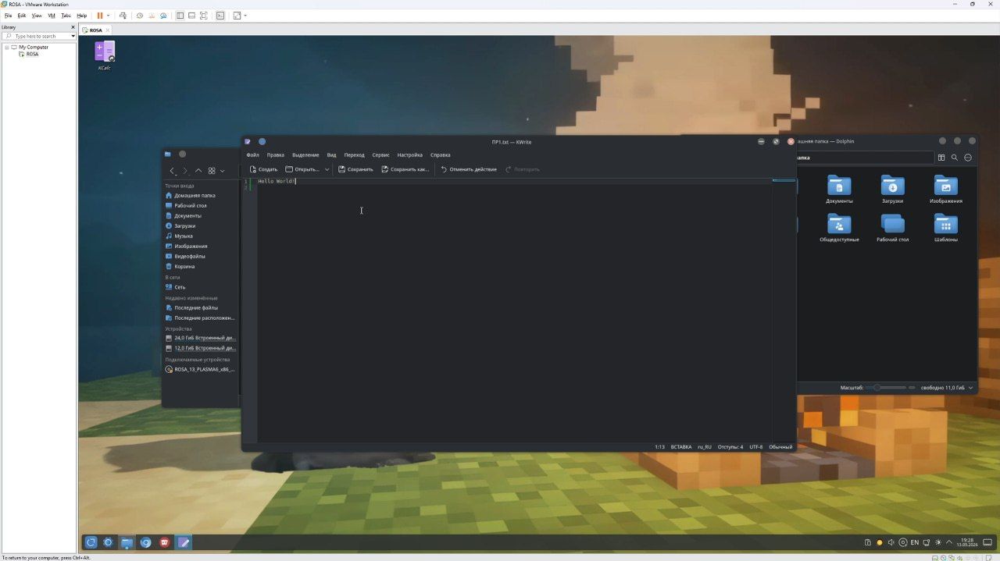 ROSA - VMware Workstation
File Edit View VM Tabs Help
Library
Type here to search
My Computer
ROSA
ROSA
KCalc
ПР1.txt — KWrite
Файл Правка Выделение Вид Переход Сервис Настройка Справка
Создать Открыть... Сохранить Сохранить как... Отменить действие Повторить
1 Hello World!
2
1:13 ВСТАВКА ru_RU Отступы: 4 UTF-8 Обычный
Точки входа
Домашняя папка
Рабочий стол
Документы
Загрузки
Музыка
Изображения
Видеофайлы
Корзина
В сети
Сеть
Недавно изменённые
Последние файлы
Последние расположен...
Устройства
24,0 ГиБ Встроенный ди...
12,0 ГиБ Встроенный ди...
Подключаемые устройства
ROSA_13_PLASMA6_x86_...
ашняя папка — Dolphin
апка
Документы Загрузки Изображения
Общедоступные Рабочий стол Шаблоны
Масштаб: свободно 11,0 ГиБ
EN 19:28
13.09.2026
To return to your computer, press Ctrl+Alt.